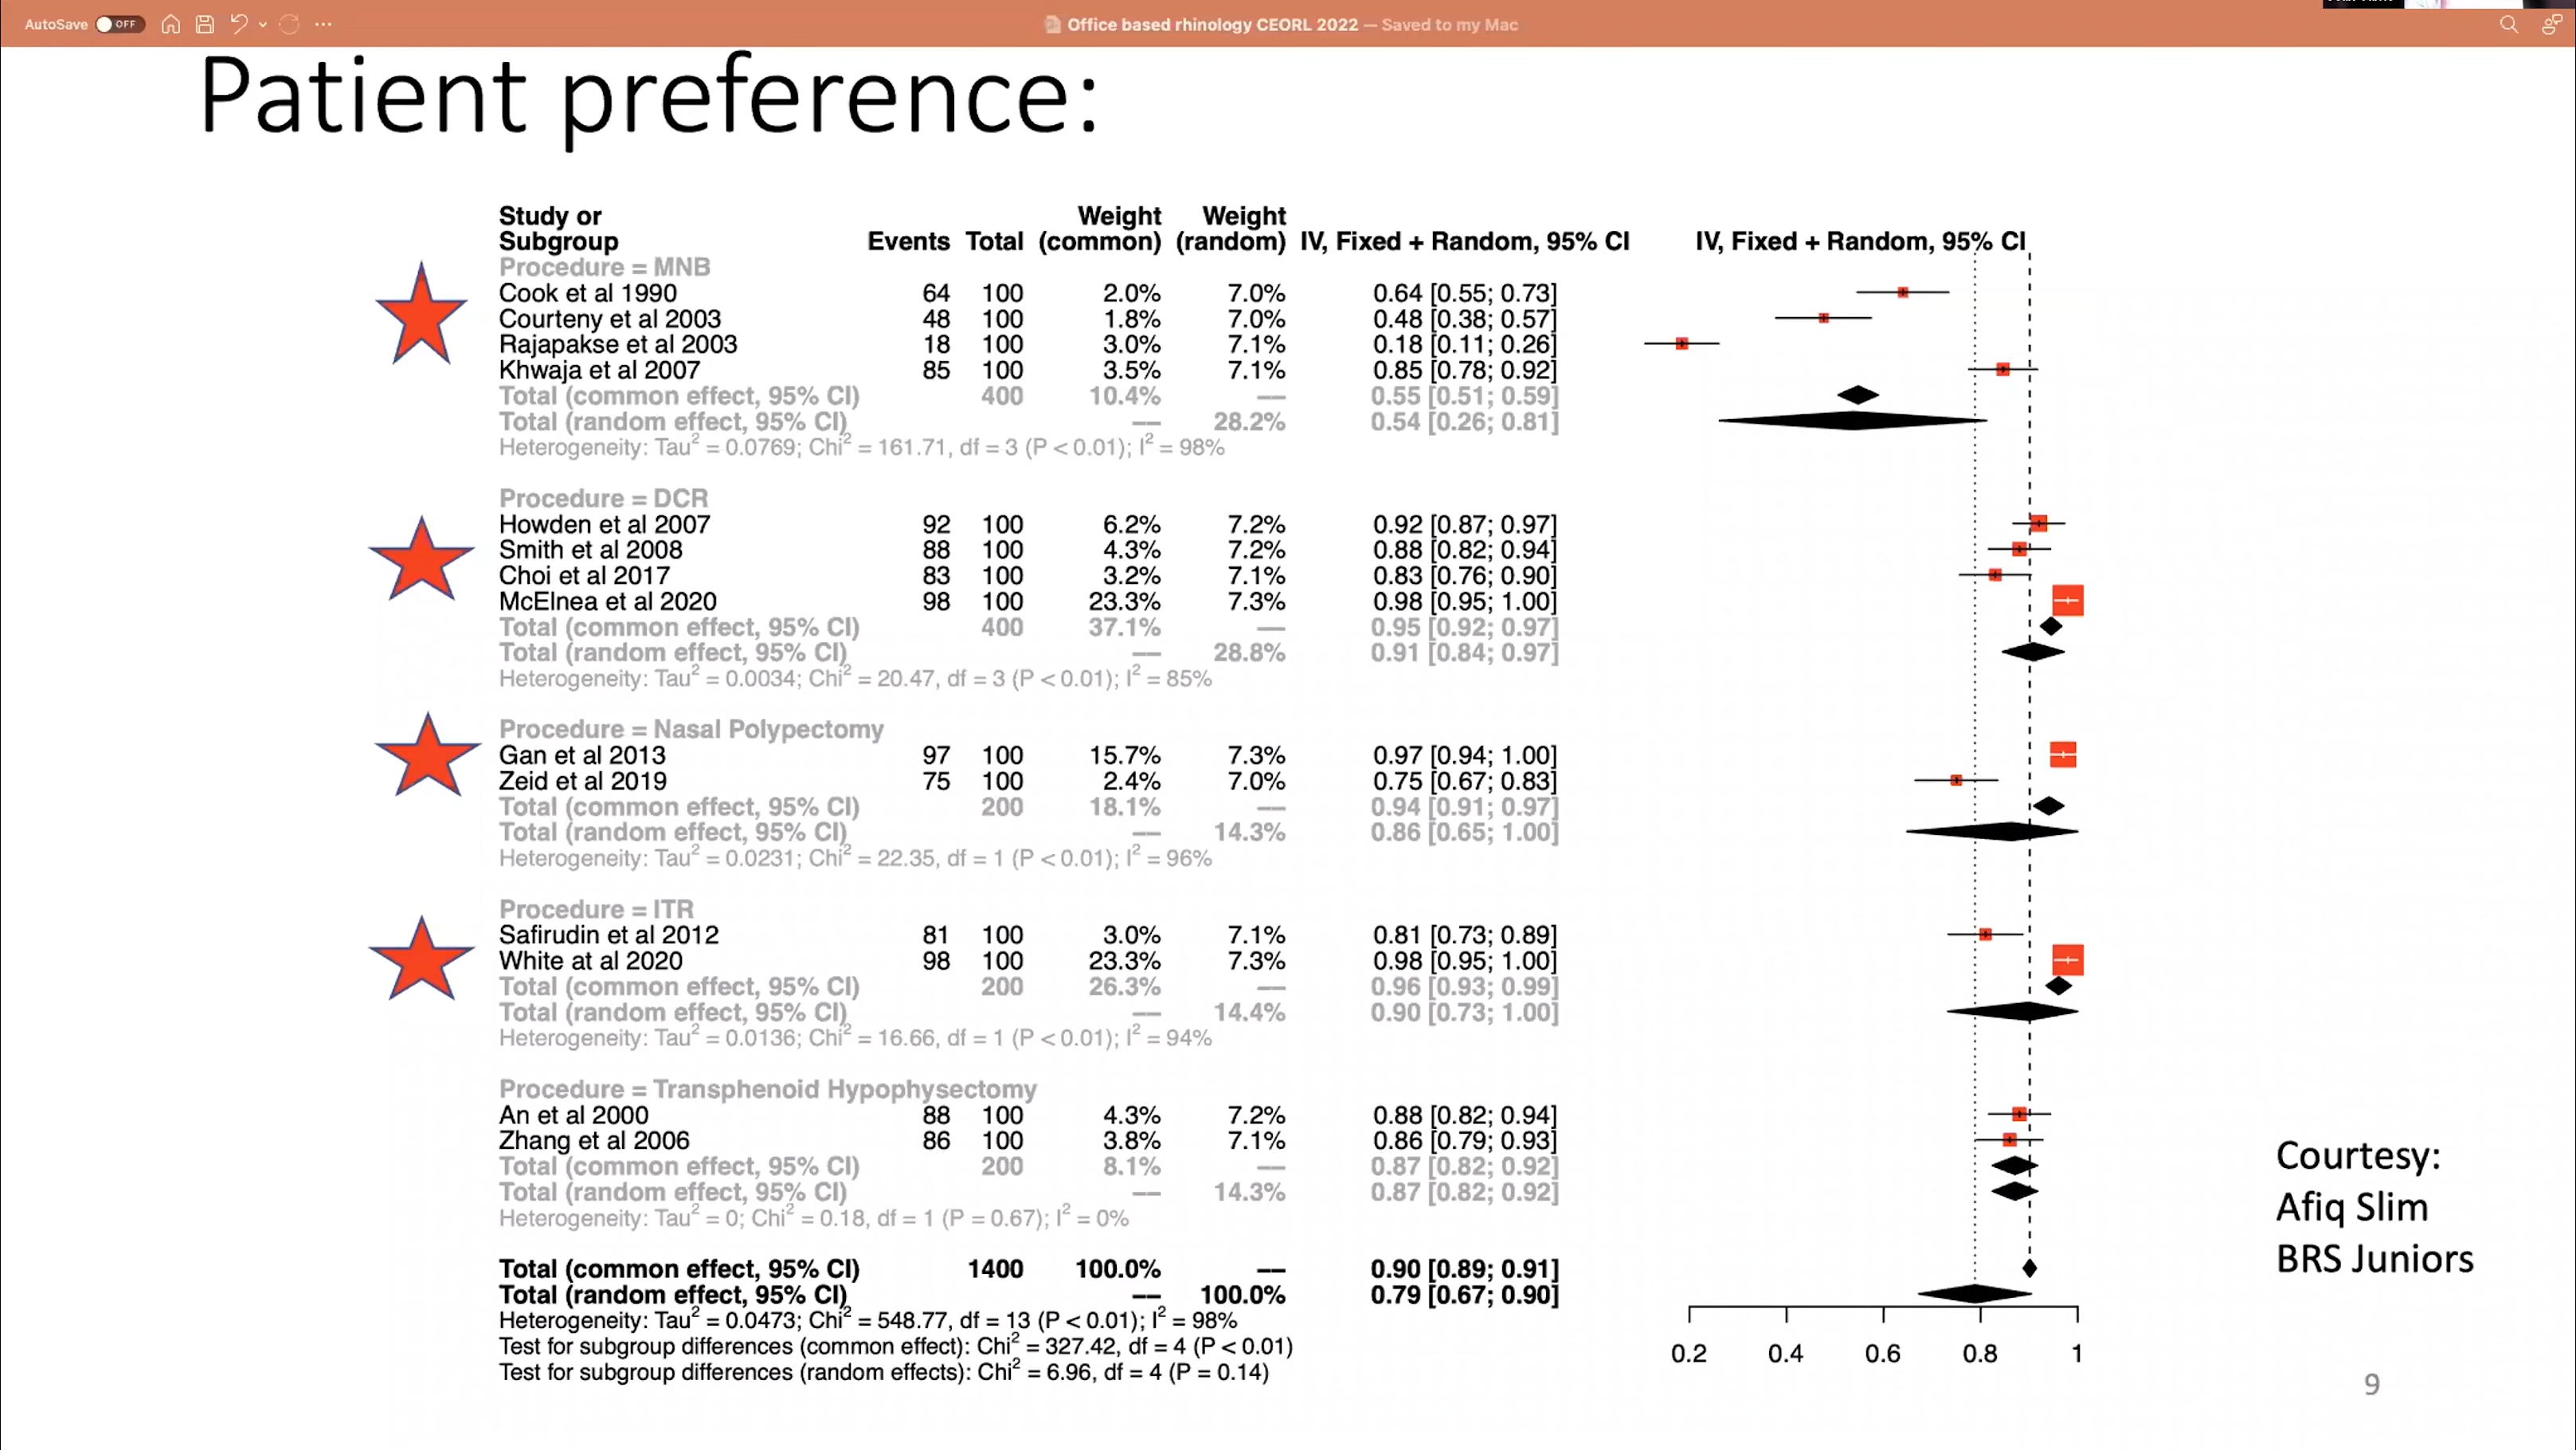 AutoSave OFF Office based rhinology CEORL 2022 — Saved to my Mac
Patient preference:
Study or Weight Weight
Subgroup Events Total (common) (random) IV, Fixed + Random, 95% CI IV, Fixed + Random, 95% CI
Procedure = MNB
Cook et al 1990 64 100 2.0% 7.0% 0.64 [0.55; 0.73]
Courteny et al 2003 48 100 1.8% 7.0% 0.48 [0.38; 0.57]
Rajapakse et al 2003 18 100 3.0% 7.1% 0.18 [0.11; 0.26]
Khwaja et al 2007 85 100 3.5% 7.1% 0.85 [0.78; 0.92]
Total (common effect, 95% CI) 400 10.4% –– 0.55 [0.51; 0.59]
Total (random effect, 95% CI) –– 28.2% 0.54 [0.26; 0.81]
Heterogeneity: Tau² = 0.0769; Chi² = 161.71, df = 3 (P < 0.01); I² = 98%
Procedure = DCR
Howden et al 2007 92 100 6.2% 7.2% 0.92 [0.87; 0.97]
Smith et al 2008 88 100 4.3% 7.2% 0.88 [0.82; 0.94]
Choi et al 2017 83 100 3.2% 7.1% 0.83 [0.76; 0.90]
McElnea et al 2020 98 100 23.3% 7.3% 0.98 [0.95; 1.00]
Total (common effect, 95% CI) 400 37.1% –– 0.95 [0.92; 0.97]
Total (random effect, 95% CI) –– 28.8% 0.91 [0.84; 0.97]
Heterogeneity: Tau² = 0.0034; Chi² = 20.47, df = 3 (P < 0.01); I² = 85%
Procedure = Nasal Polypectomy
Gan et al 2013 97 100 15.7% 7.3% 0.97 [0.94; 1.00]
Zeid et al 2019 75 100 2.4% 7.0% 0.75 [0.67; 0.83]
Total (common effect, 95% CI) 200 18.1% –– 0.94 [0.91; 0.97]
Total (random effect, 95% CI) –– 14.3% 0.86 [0.65; 1.00]
Heterogeneity: Tau² = 0.0231; Chi² = 22.35, df = 1 (P < 0.01); I² = 96%
Procedure = ITR
Safirudin et al 2012 81 100 3.0% 7.1% 0.81 [0.73; 0.89]
White at al 2020 98 100 23.3% 7.3% 0.98 [0.95; 1.00]
Total (common effect, 95% CI) 200 26.3% –– 0.96 [0.93; 0.99]
Total (random effect, 95% CI) –– 14.4% 0.90 [0.73; 1.00]
Heterogeneity: Tau² = 0.0136; Chi² = 16.66, df = 1 (P < 0.01); I² = 94%
Procedure = Transphenoid Hypophysectomy
An et al 2000 88 100 4.3% 7.2% 0.88 [0.82; 0.94]
Zhang et al 2006 86 100 3.8% 7.1% 0.86 [0.79; 0.93]
Total (common effect, 95% CI) 200 8.1% –– 0.87 [0.82; 0.92]
Total (random effect, 95% CI) –– 14.3% 0.87 [0.82; 0.92]
Heterogeneity: Tau² = 0; Chi² = 0.18, df = 1 (P = 0.67); I² = 0%
Total (common effect, 95% CI) 1400 100.0% –– 0.90 [0.89; 0.91]
Total (random effect, 95% CI) –– 100.0% 0.79 [0.67; 0.90]
Heterogeneity: Tau² = 0.0473; Chi² = 548.77, df = 13 (P < 0.01); I² = 98%
Test for subgroup differences (common effect): Chi² = 327.42, df = 4 (P < 0.01)
Test for subgroup differences (random effects): Chi² = 6.96, df = 4 (P = 0.14)
0.2 0.4 0.6 0.8 1
Courtesy:
Afiq Slim
BRS Juniors
9